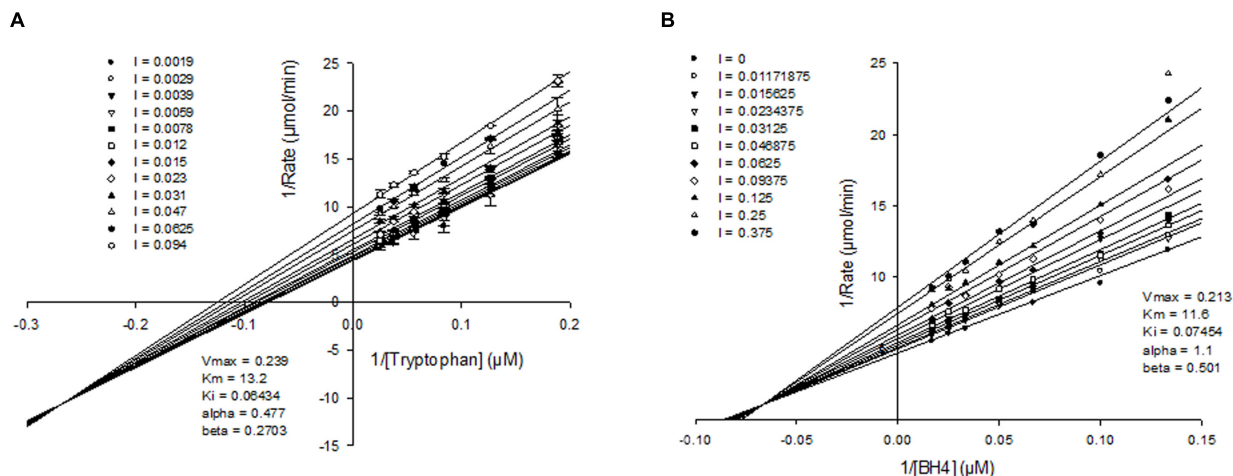 A
I = 0.0019
I = 0.0029
I = 0.0039
I = 0.0059
I = 0.0078
I = 0.012
I = 0.015
I = 0.023
I = 0.031
I = 0.047
I = 0.0625
I = 0.094
1/Rate (µmol/min)
25
20
15
10
5
0
-5
-10
-15
-0.3
-0.2
-0.1
0.0
0.1
0.2
1/[Tryptophan] (µM)
Vmax = 0.239
Km = 13.2
Ki = 0.06434
alpha = 0.477
beta = 0.2703
B
I = 0
I = 0.01171875
I = 0.015625
I = 0.0234375
I = 0.03125
I = 0.046875
I = 0.0625
I = 0.09375
I = 0.125
I = 0.25
I = 0.375
1/Rate (µmol/min)
25
20
15
10
-0.10
-0.05
0.00
0.05
0.10
0.15
1/[BH4] (µM)
Vmax = 0.213
Km = 11.6
Ki = 0.07454
alpha = 1.1
beta = 0.501